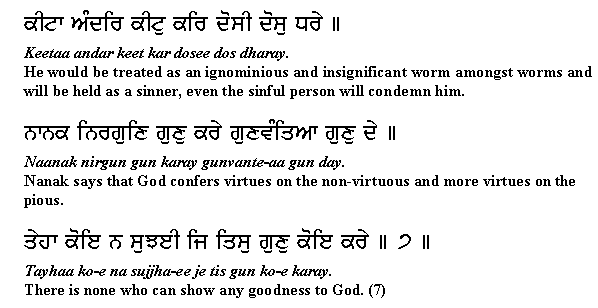 ਕੀਟਾ ਅੰਦਰਿ ਕੀਟੁ ਕਰਿ ਦੋਸੀ ਦੋਸੁ ਧਰੇ ॥
Keetaa andar keet kar dosee dos dharay.
He would be treated as an ignominious and insignificant worm amongst worms and
will be held as a sinner, even the sinful person will condemn him.
ਨਾਨਕ ਨਿਰਗੁਣਿ ਗੁਣੁ ਕਰੇ ਗੁਣਵੰਤਿਆ ਗੁਣੁ ਦੇ ॥
Naanak nirgun gun karay gunvante-aa gun day.
Nanak says that God confers virtues on the non-virtuous and more virtues on the
pious.
ਤੇਹਾ ਕੋਇ ਨ ਸੁਝਈ ਜਿ ਤਿਸੁ ਗੁਣੁ ਕੋਇ ਕਰੇ ॥ ੭ ॥
Tayhaa ko-e na sujjha-ee je tis gun ko-e karay.
There is none who can show any goodness to God. (7)